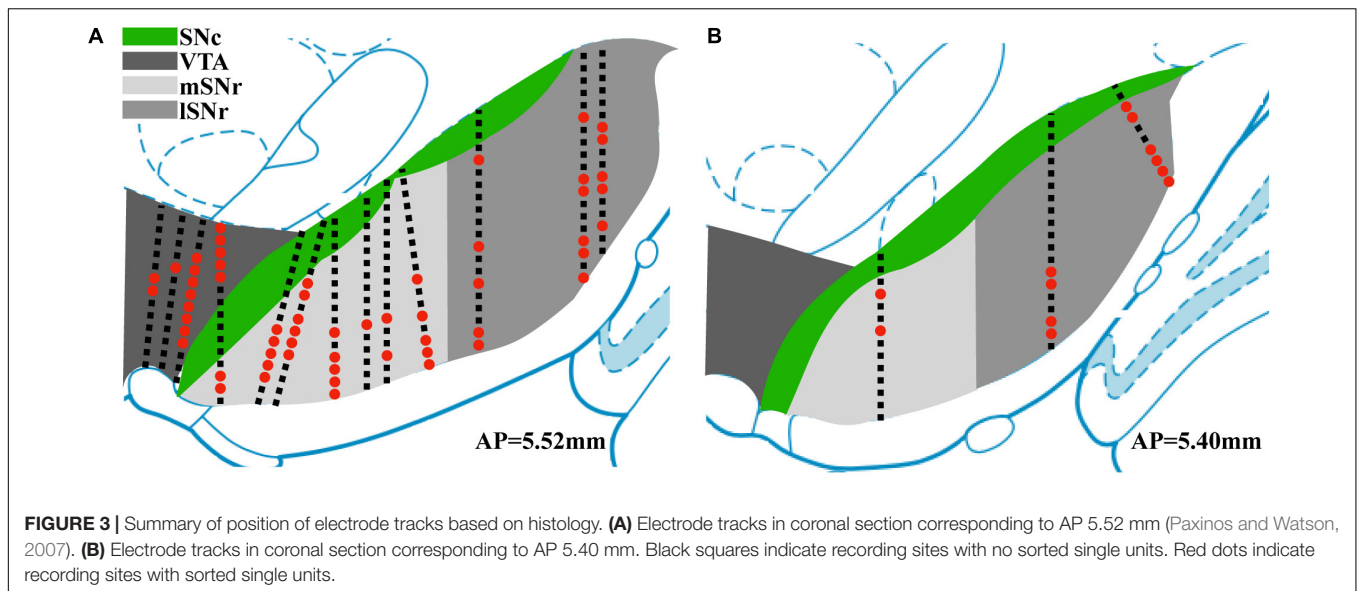 A
SNc
VTA
mSNr
lSNr
AP=5.52mm
B
AP=5.40mm
FIGURE 3 | Summary of position of electrode tracks based on histology. (A) Electrode tracks in coronal section corresponding to AP 5.52 mm (Paxinos and Watson,
2007). (B) Electrode tracks in coronal section corresponding to AP 5.40 mm. Black squares indicate recording sites with no sorted single units. Red dots indicate
recording sites with sorted single units.